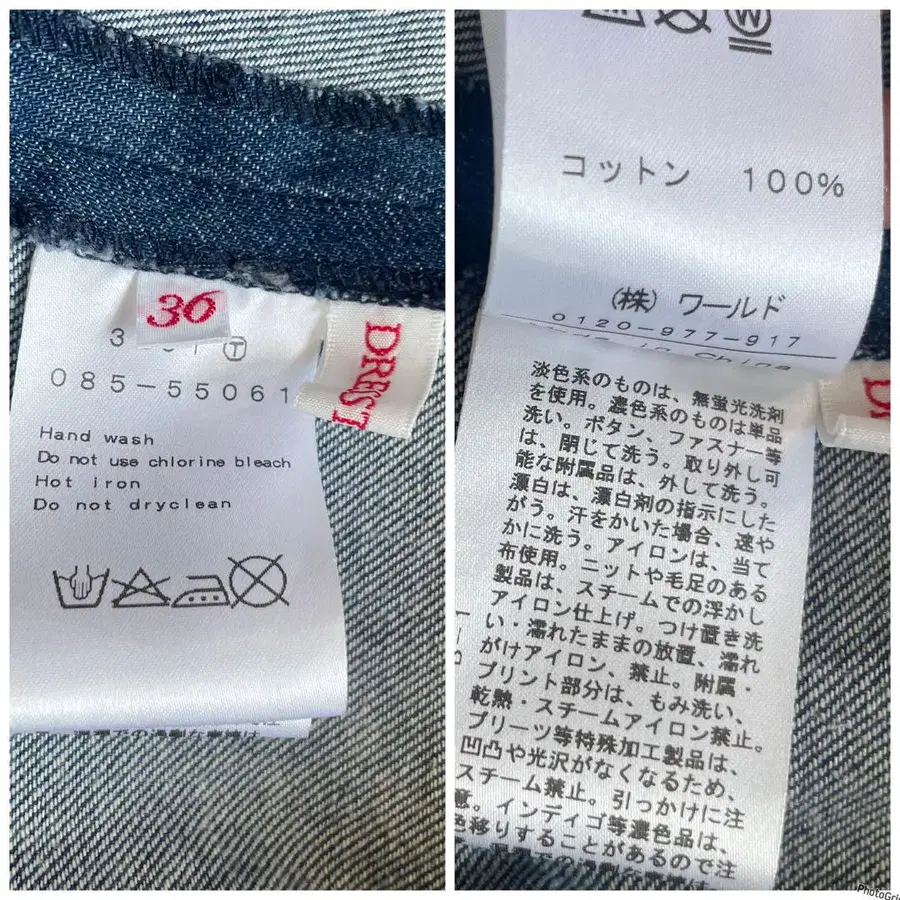 36
085-55061
DRESST
Hand wash
Do not use chlorine bleach
Hot iron
Do not dryclean
コットン 100%
(株) ワールド
0120-977-917
in China
淡色系のものは、無蛍光洗剤
を使用。濃色系のものは単品
洗い。ボタン、ファスナー等
は、閉じて洗う。取り外し可
能な附属品は、外して洗う。
漂白は、漂白剤の指示にした
がう。汗をかいた場合、速や
かに洗う。アイロンは、当て
布使用。ニットや毛足のある
製品は、スチームでの浮かし
アイロン仕上げ。つけ置き洗
い・濡れたままの放置、濡れ
がけアイロン、禁止。附属・
プリント部分は、もみ洗い、
乾熱・スチームアイロン禁止。
プリーツ等特殊加工製品は、
凹凸や光沢がなくなるため、
スチーム禁止。引っかけに注
意。インディゴ等濃色品は、
色移りすることがあるので注
PhotoGri